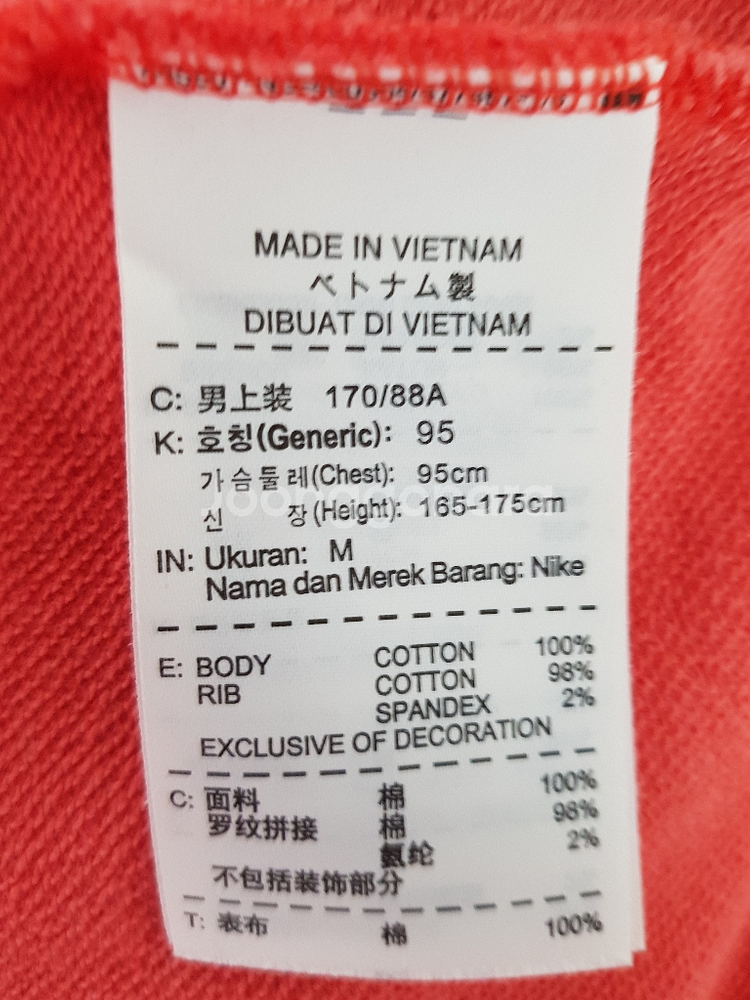 MADE IN VIETNAM
ベトナム製
DIBUAT DI VIETNAM
C: 男上装 170/88A
K: 호칭(Generic): 95
가슴둘레(Chest): 95cm
신 장(Height): 165-175cm
IN: Ukuran: M
Nama dan Merek Barang: Nike
E: BODY COTTON 100%
RIB COTTON 98%
SPANDEX 2%
EXCLUSIVE OF DECORATION
C: 面料 棉 100%
罗纹拼接 棉 98%
氨纶 2%
不包括装饰部分
T: 表布 棉 100%